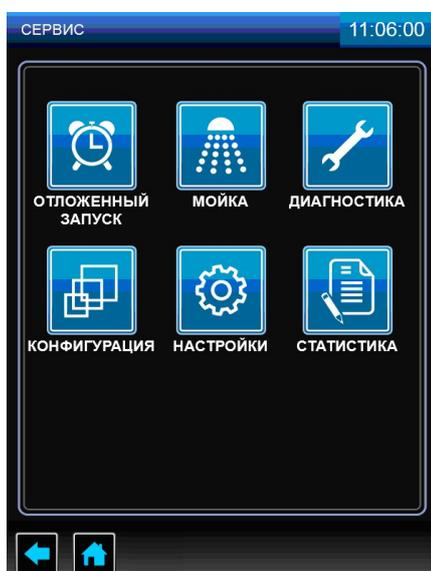 СЕРВИС 11:06:00
ОТЛОЖЕННЫЙ
ЗАПУСК
МОЙКА
ДИАГНОСТИКА
КОНФИГУРАЦИЯ
НАСТРОЙКИ
СТАТИСТИКА